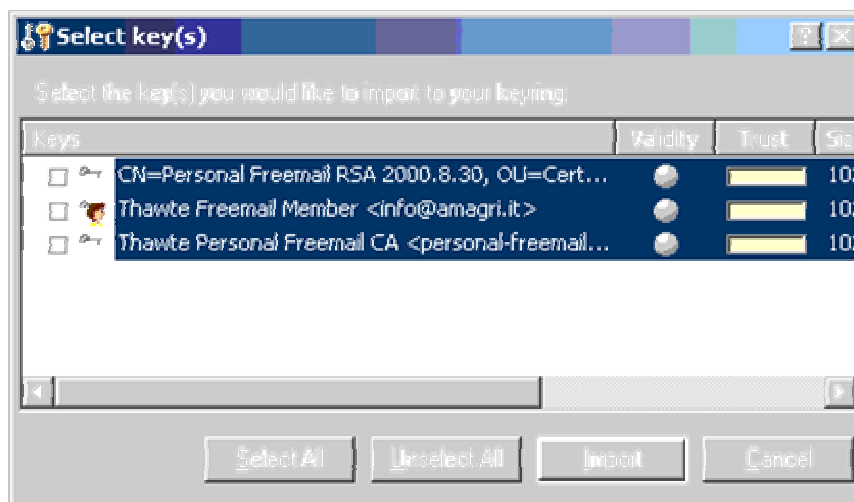 Select key(s)
Select the key(s) you would like to import to your keyring:
Keys Validity Trust
CN=Personal Freemail RSA 2000.8.30, OU=Cert...
Thawte Freemail Member <info@amagri.it>
Thawte Personal Freemail CA <personal-freemail...
Select All Unselect All Import Cancel